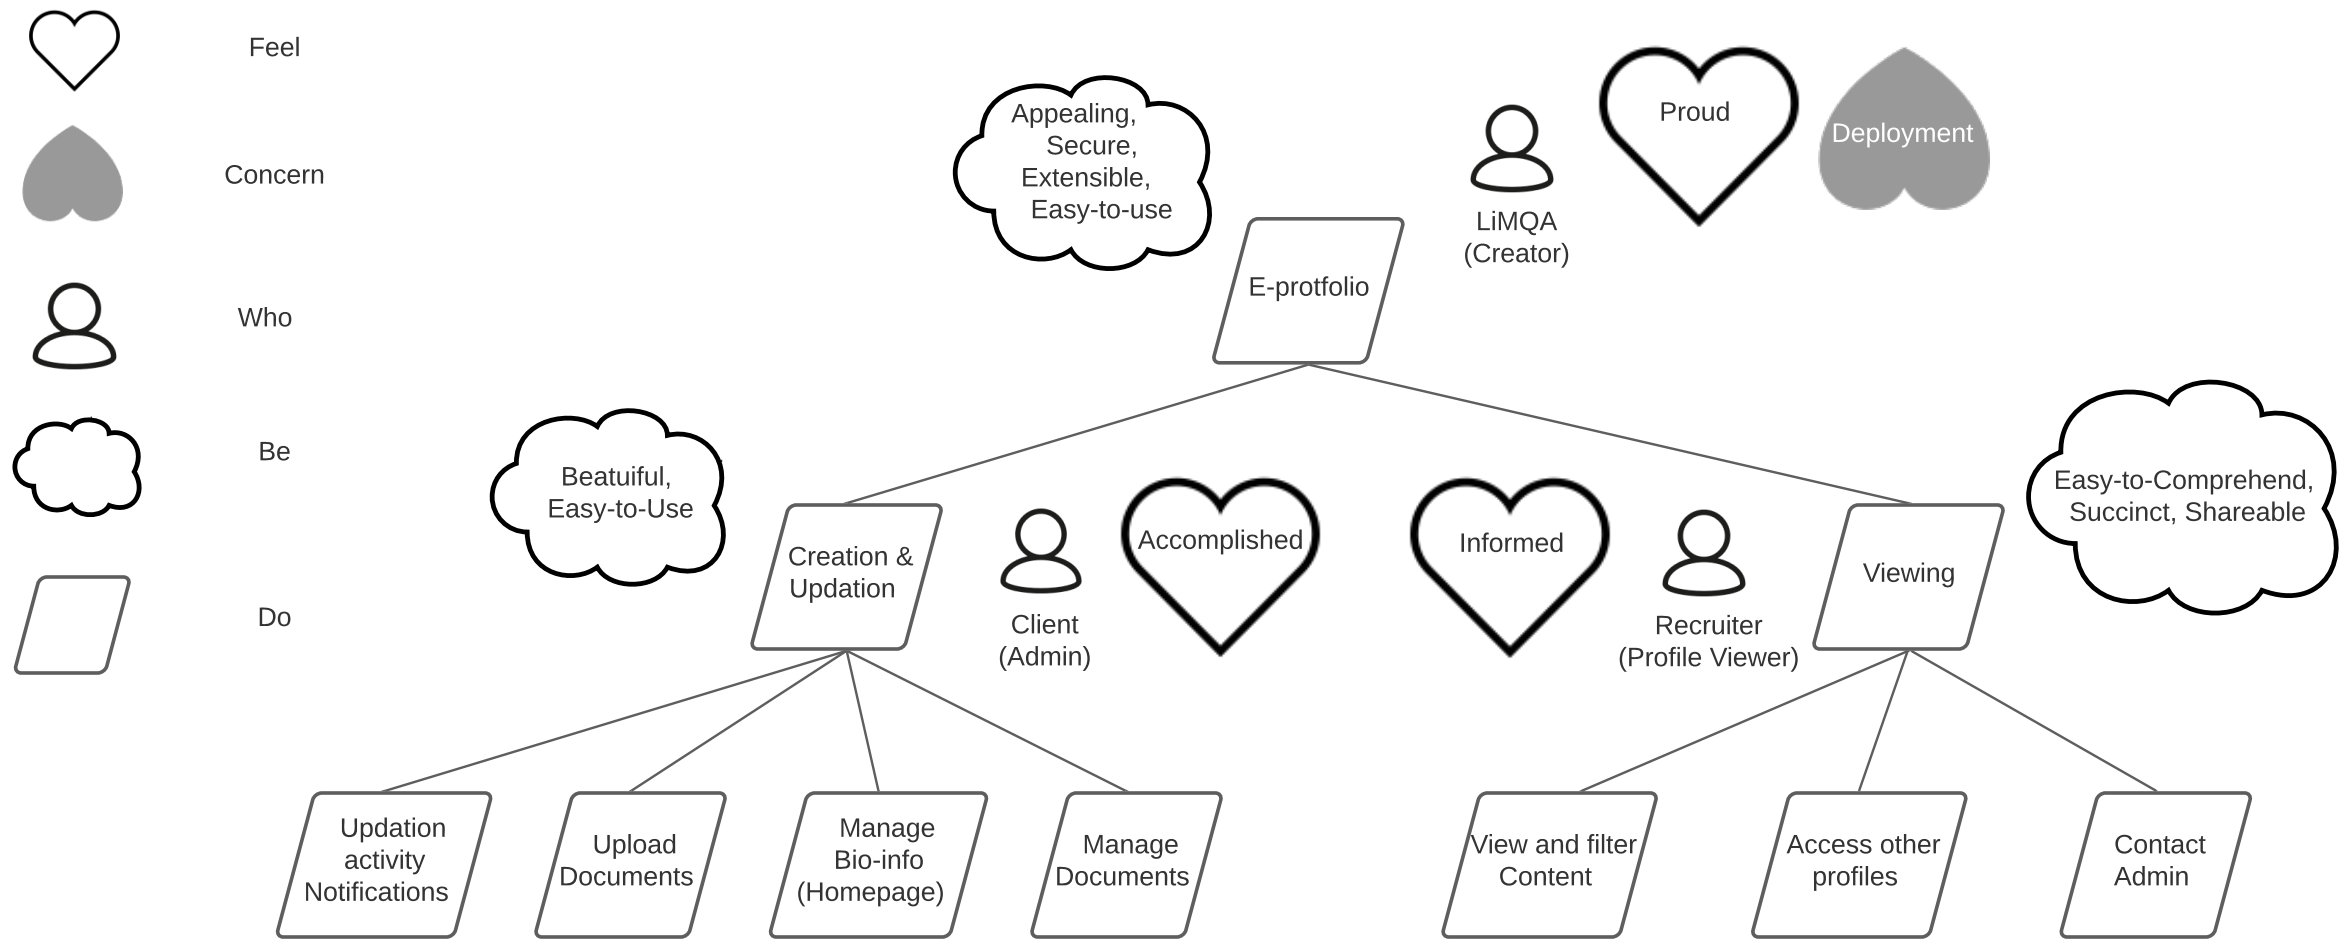 Feel
Concern
Who
Be
Do
Appealing,
Secure,
Extensible,
Easy-to-use
LiMQA
(Creator)
Proud
Deployment
E-protfolio
Beatuiful,
Easy-to-Use
Creation &
Updation
Client
(Admin)
Accomplished
Informed
Recruiter
(Profile Viewer)
Viewing
Easy-to-Comprehend,
Succinct, Shareable
Updation
activity
Notifications
Upload
Documents
Manage
Bio-info
(Homepage)
Manage
Documents
View and filter
Content
Access other
profiles
Contact
Admin